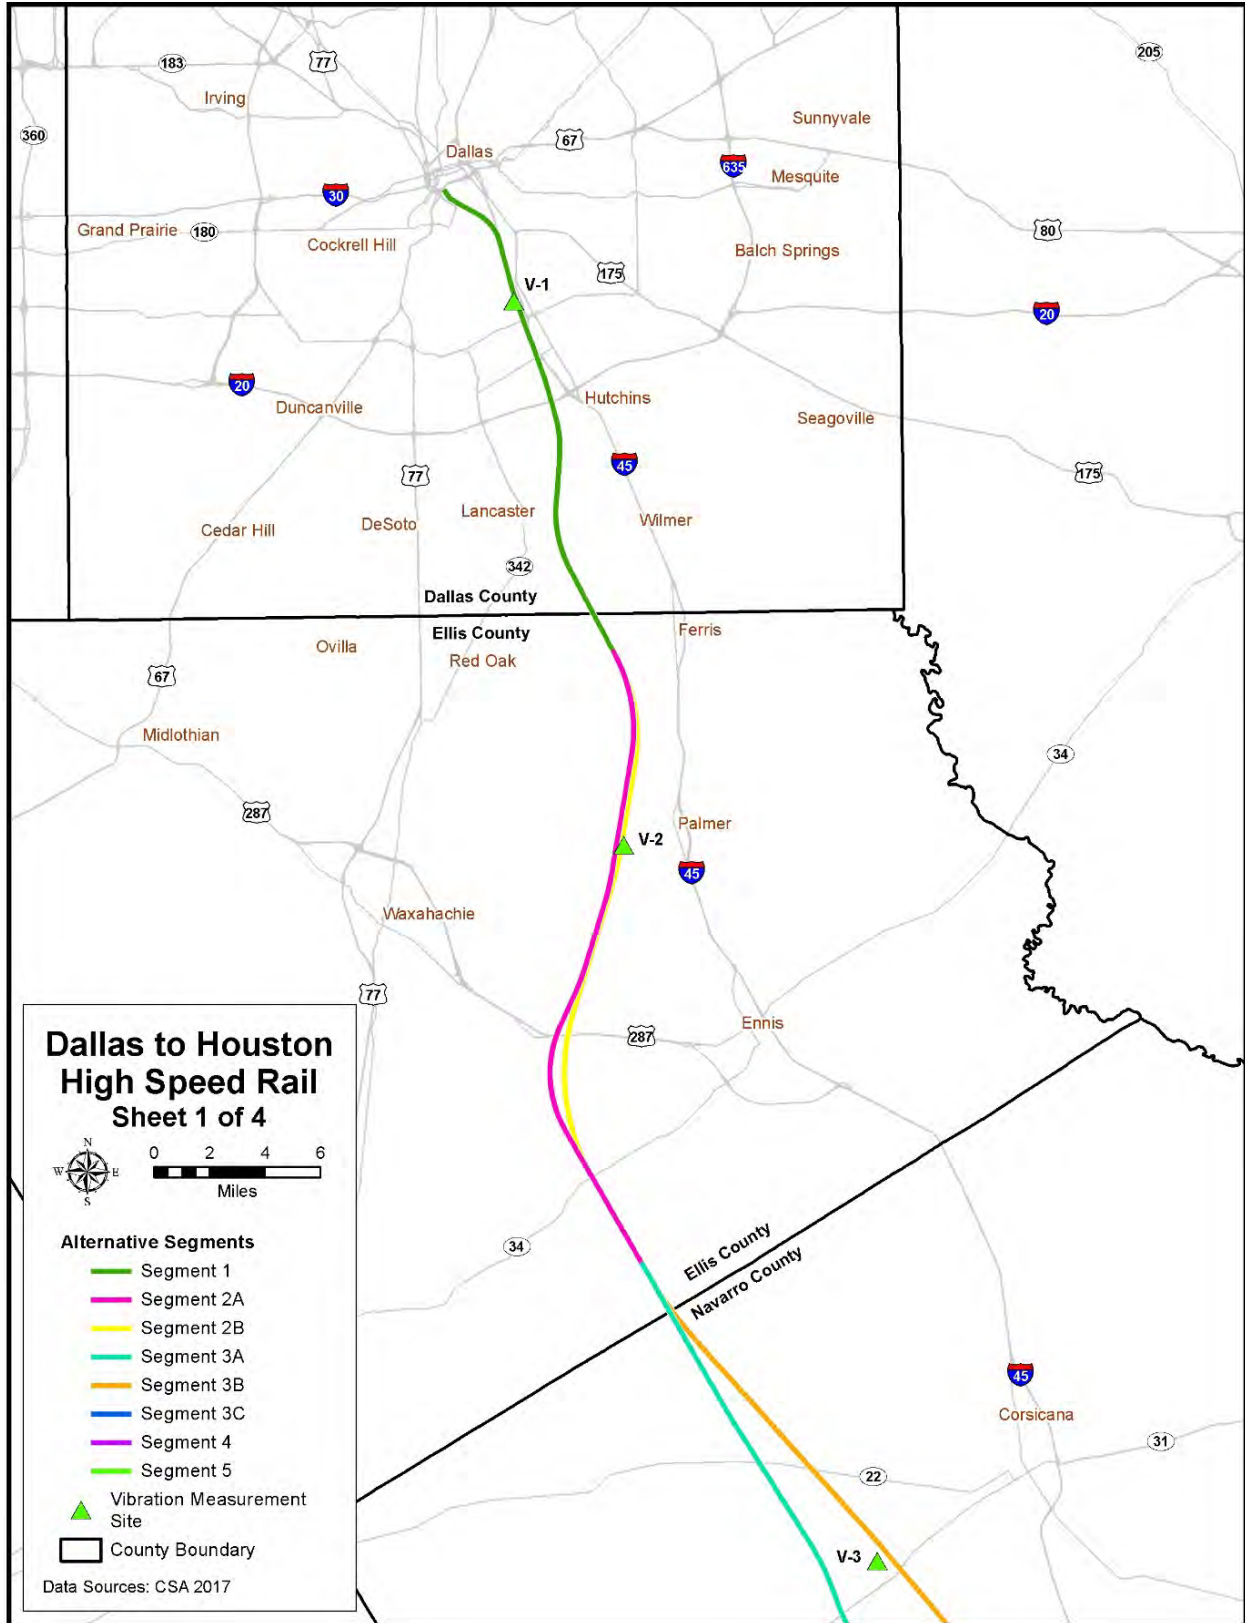 183
77
205
Irving
360
Sunnyvale
67
Dallas
635
Mesquite
30
Grand Prairie
180
Cockrell Hill
80
Balch Springs
175
V-1
20
20
Hutchins
Duncanville
Seagoville
45
77
175
Lancaster
Wilmer
DeSoto
Cedar Hill
342
Dallas County
Ellis County
Ferris
Ovilla
Red Oak
67
Midlothian
34
287
Palmer
V-2
45
Waxahachie
77
Ennis
287
Dallas to Houston
High Speed Rail
Sheet 1 of 4
N
W
E
S
0 2 4 6
Miles
34
Ellis County
Navarro County
Alternative Segments
Segment 1
Segment 2A
Segment 2B
Segment 3A
Segment 3B
Segment 3C
Segment 4
Segment 5
Vibration Measurement
Site
County Boundary
Data Sources: CSA 2017
45
Corsicana
31
22
V-3